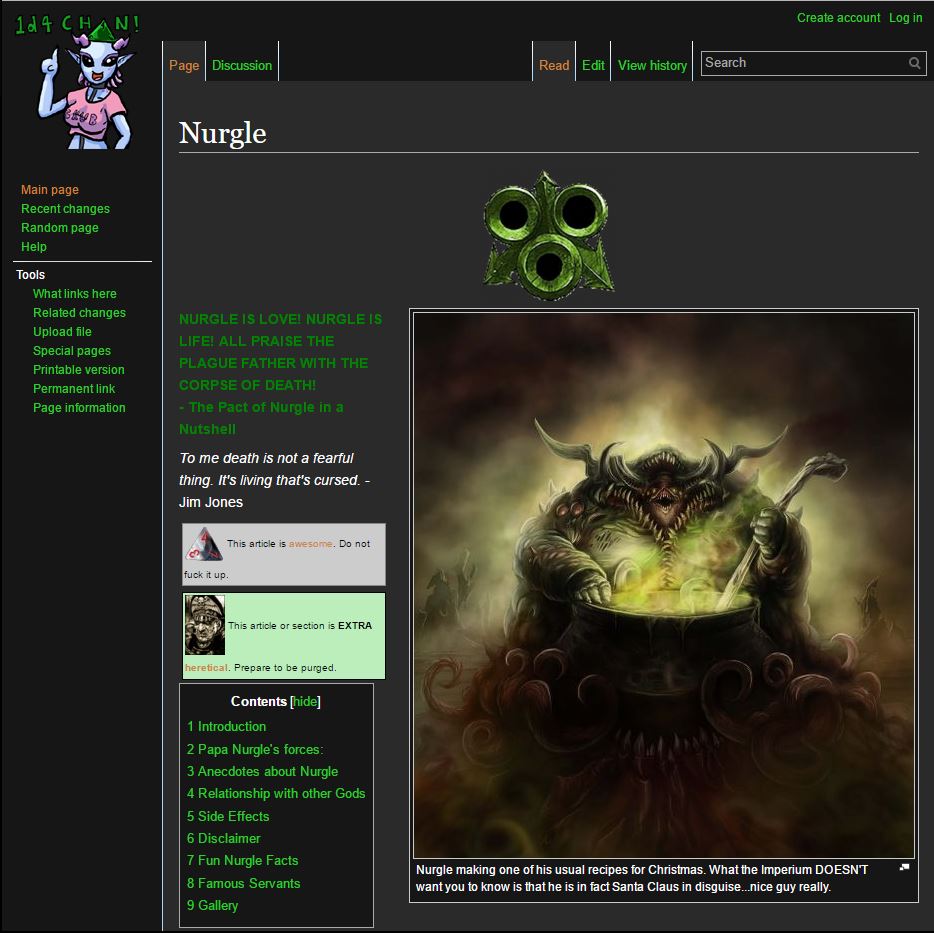 1d4 CHAN!
Create account Log in
Page Discussion Read Edit View history Search
Nurgle
Main page
Recent changes
Random page
Help
Tools
What links here
Related changes
Upload file
Special pages
Printable version
Permanent link
Page information
NURGLE IS LOVE! NURGLE IS
LIFE! ALL PRAISE THE
PLAGUE FATHER WITH THE
CORPSE OF DEATH!
- The Pact of Nurgle in a
Nutshell
To me death is not a fearful
thing. It's living that's cursed. -
Jim Jones
This article is awesome. Do not
fuck it up.
This article or section is EXTRA
heretical. Prepare to be purged.
Contents [hide]
1 Introduction
2 Papa Nurgle's forces:
3 Anecdotes about Nurgle
4 Relationship with other Gods
5 Side Effects
6 Disclaimer
7 Fun Nurgle Facts
8 Famous Servants
9 Gallery
Nurgle making one of his usual recipes for Christmas. What the Imperium DOESN'T
want you to know is that he is in fact Santa Claus in disguise...nice guy really.